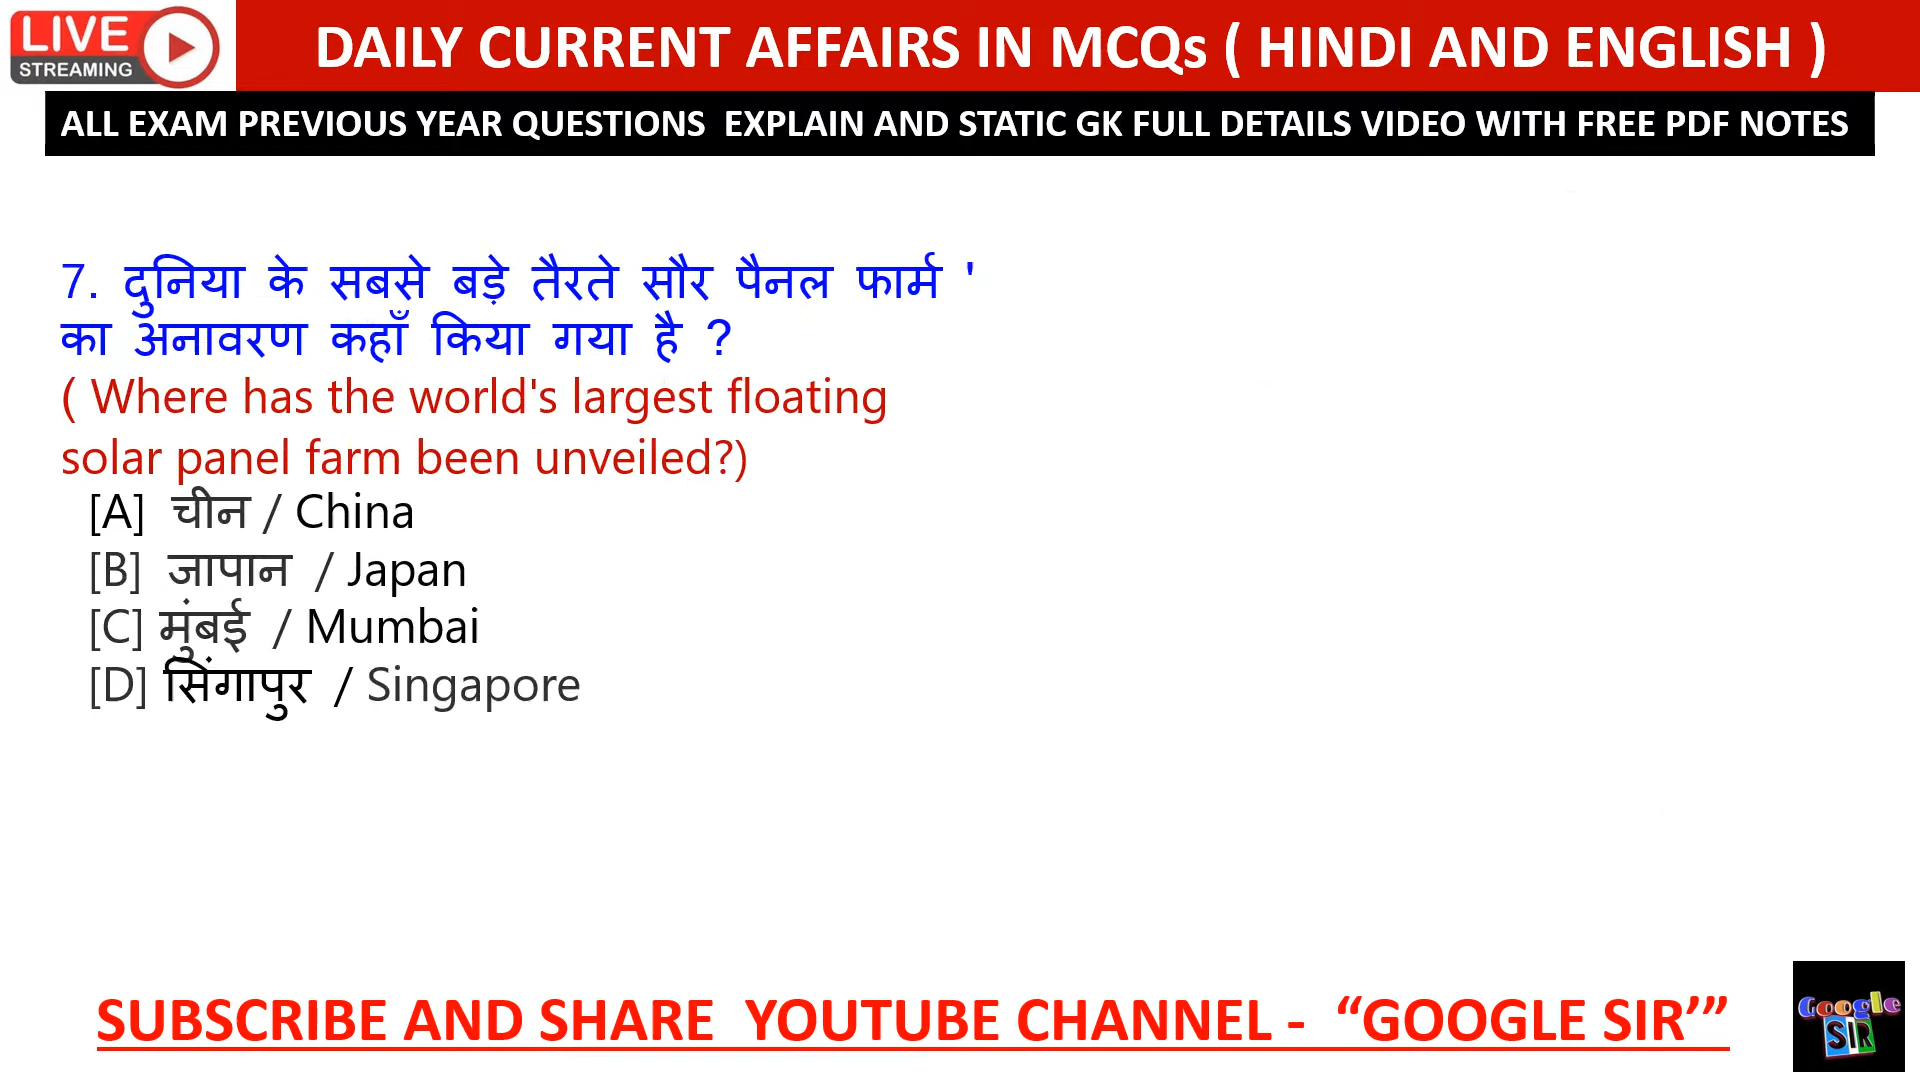 LIVE
STREAMING
DAILY CURRENT AFFAIRS IN MCQs ( HINDI AND ENGLISH )
ALL EXAM PREVIOUS YEAR QUESTIONS EXPLAIN AND STATIC GK FULL DETAILS VIDEO WITH FREE PDF NOTES
7. दुनिया के सबसे बड़े तैरते सौर पैनल फार्म '
का अनावरण कहाँ किया गया है ?
( Where has the world's largest floating
solar panel farm been unveiled?)
[A] चीन / China
[B] जापान / Japan
[C] मुंबई / Mumbai
[D] सिंगापुर / Singapore
SUBSCRIBE AND SHARE YOUTUBE CHANNEL - “GOOGLE SIR’”
Google
SIR